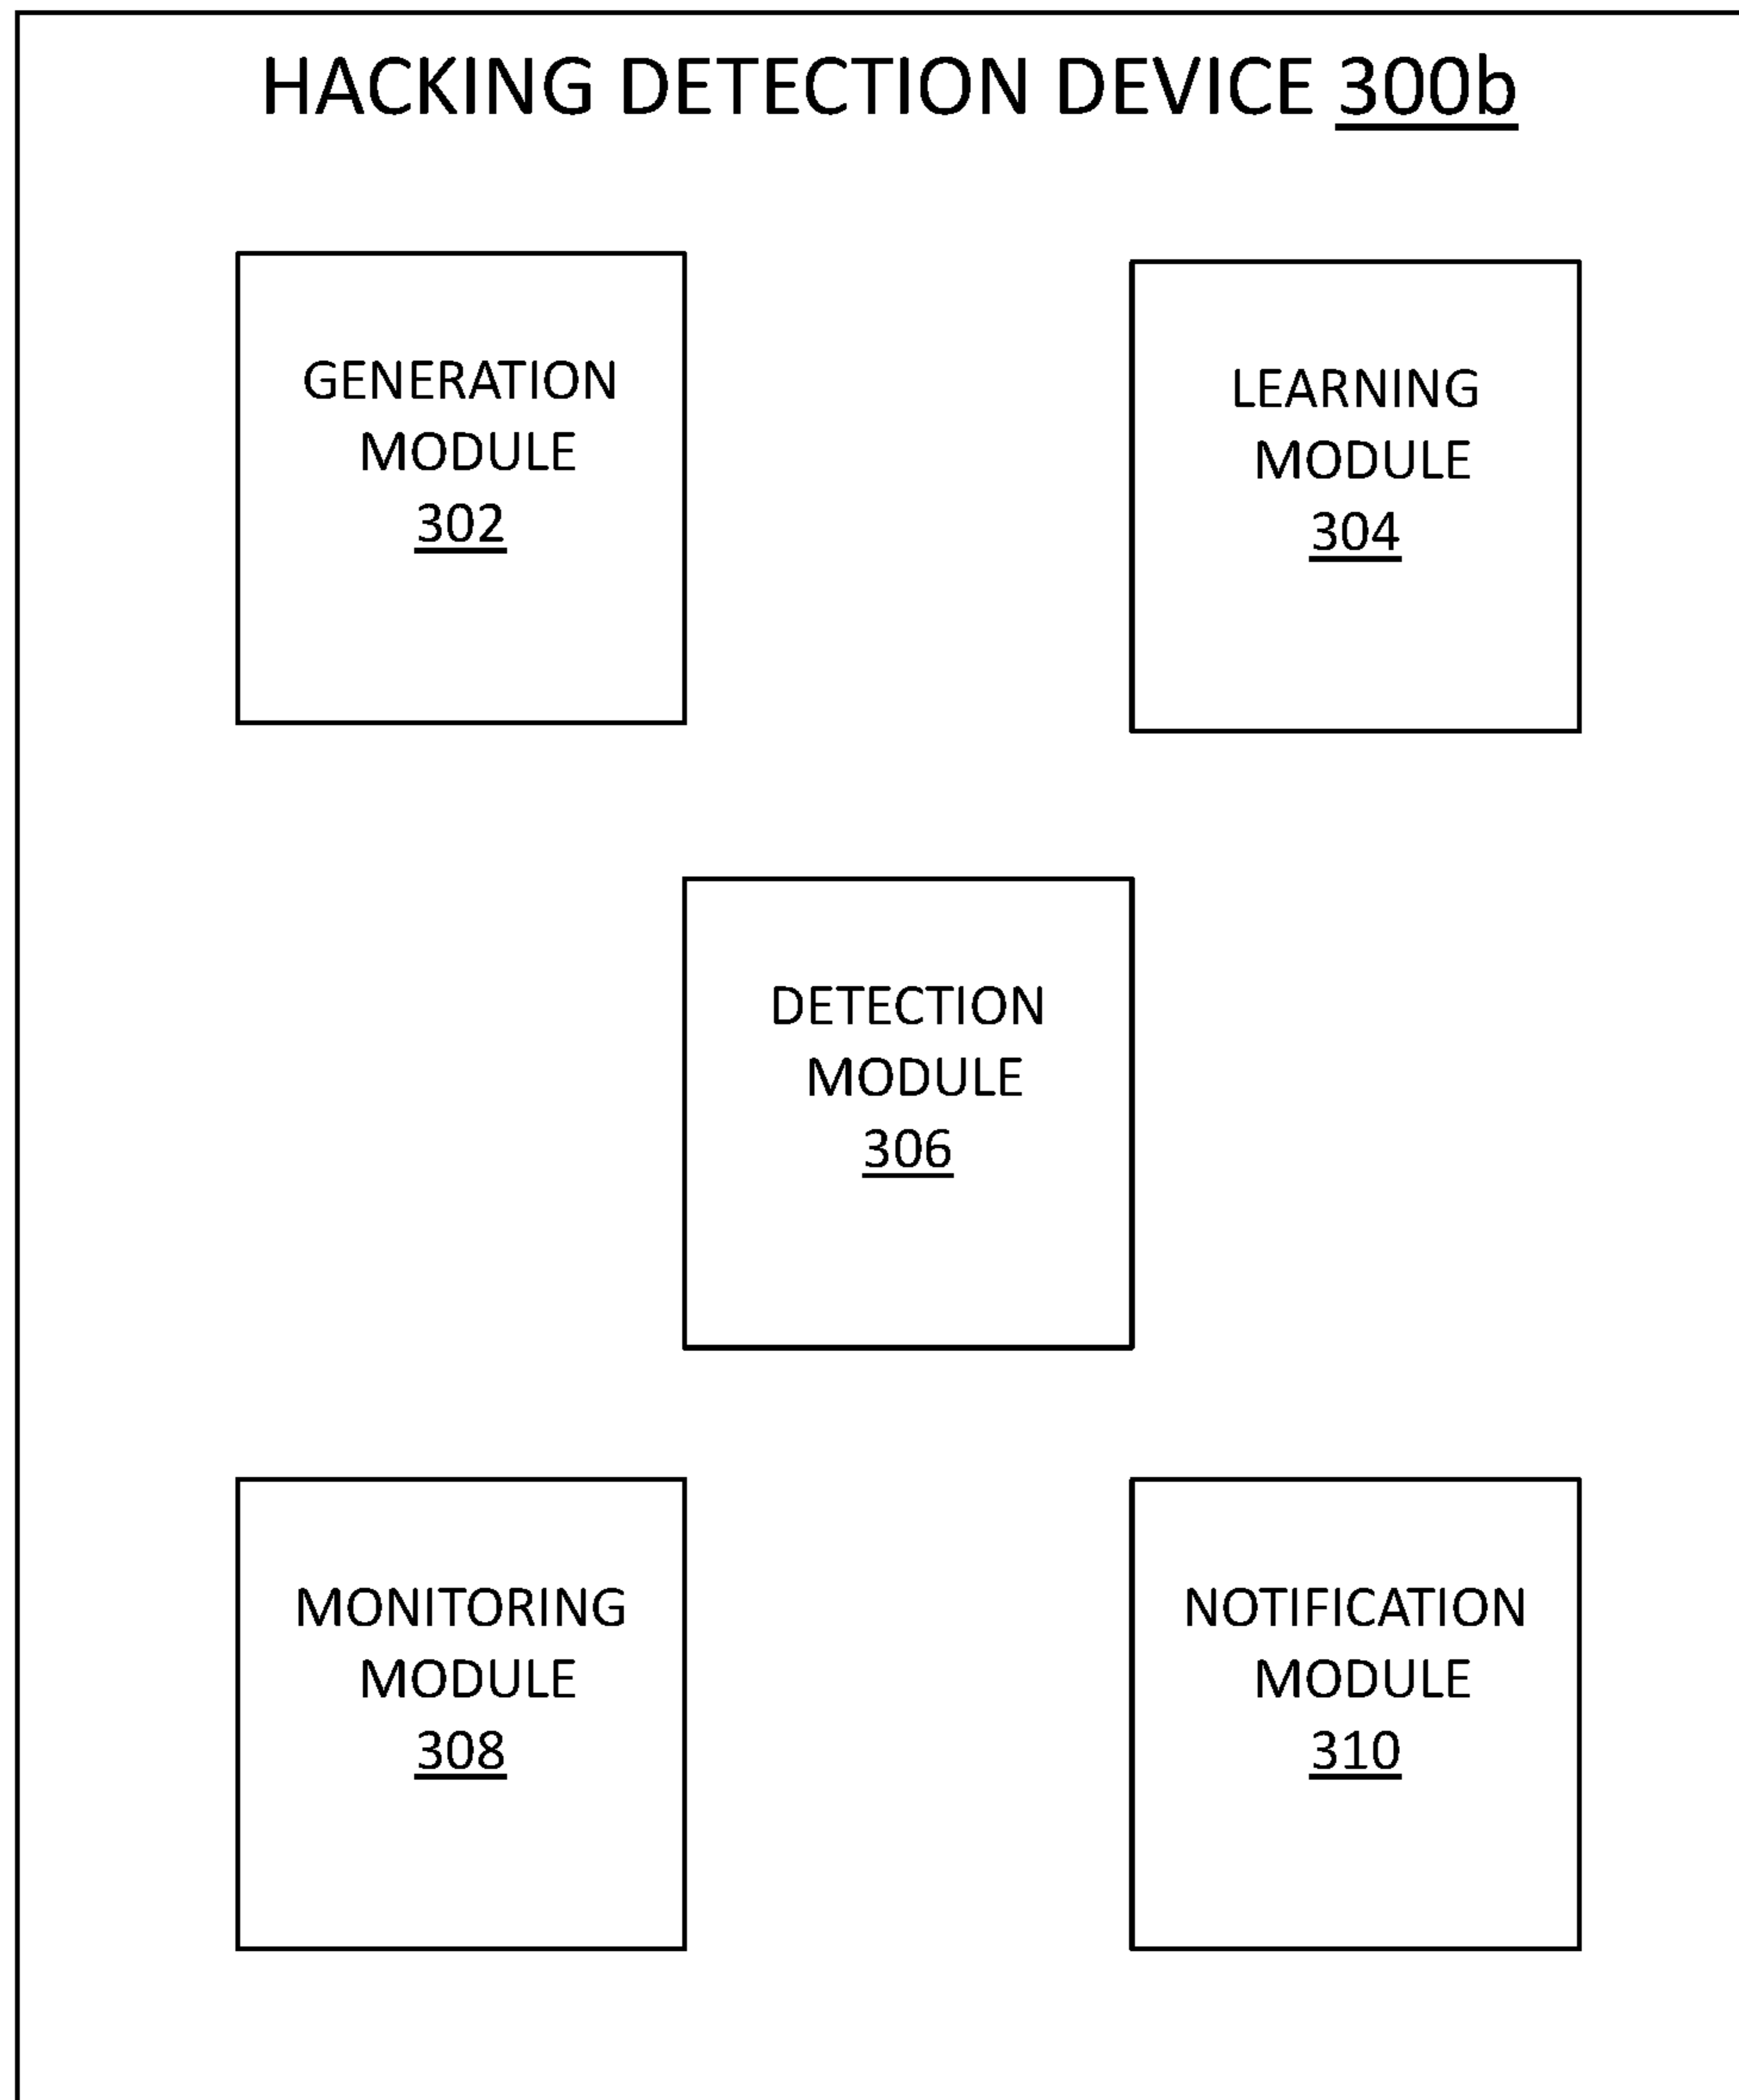 HACKING DETECTION DEVICE 300b
GENERATION
MODULE
302
LEARNING
MODULE
304
DETECTION
MODULE
306
MONITORING
MODULE
308
NOTIFICATION
MODULE
310